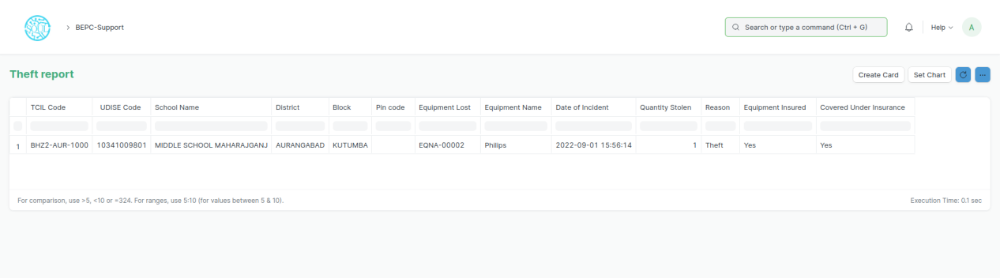 > BEPC-Support
Search or type a command (Ctrl + G)
Help
A
Theft report
Create Card
Set Chart
...
TCIL Code UDISE Code School Name District Block Pin code Equipment Lost Equipment Name Date of Incident Quantity Stolen Reason Equipment Insured Covered Under Insurance
1 BHZ2-AUR-1000 10341009801 MIDDLE SCHOOL MAHARAJGANJ AURANGABAD KUTUMBA EQNA-00002 Philips 2022-09-01 15:56:14 1 Theft Yes Yes
For comparison, use >5, <10 or =324. For ranges, use 5:10 (for values between 5 & 10).
Execution Time: 0.1 sec